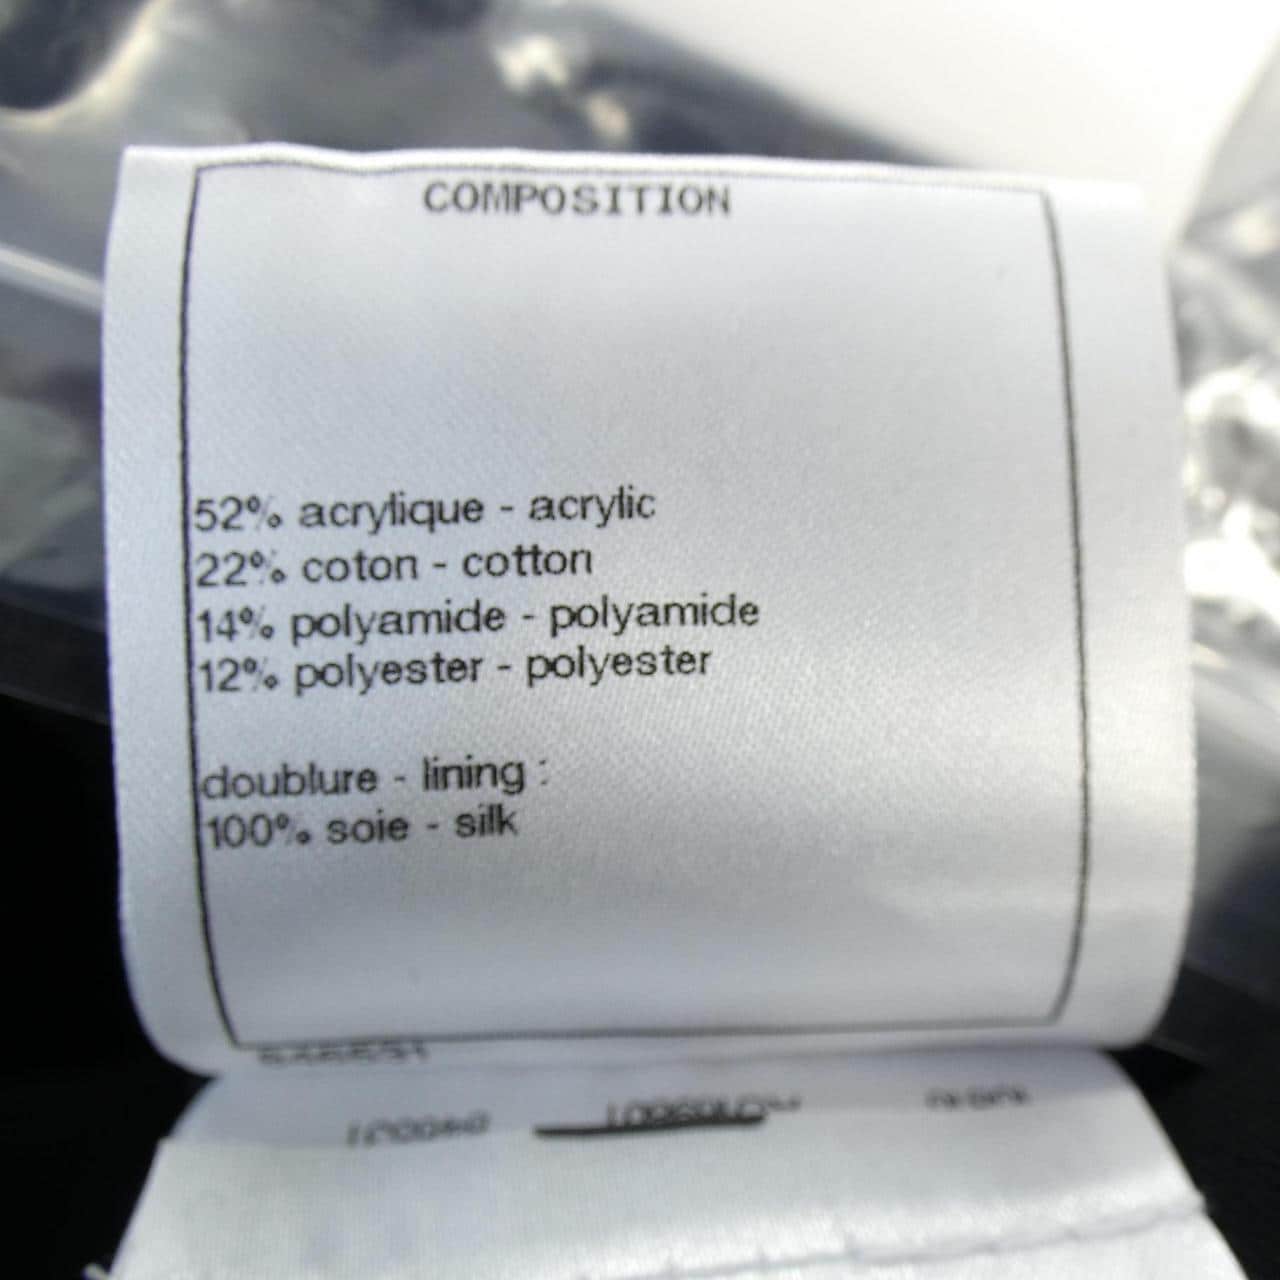 COMPOSITION
52% acrylique - acrylic
22% coton - cotton
14% polyamide - polyamide
12% polyester - polyester
doublure - lining :
100% soie - silk